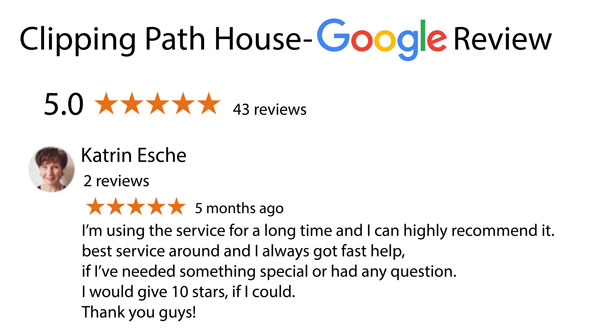 Clipping Path House-Google Review
5.0 43 reviews
Katrin Esche
2 reviews
5 months ago
I'm using the service for a long time and I can highly recommend it.
best service around and I always got fast help,
if I've needed something special or had any question.
I would give 10 stars, if I could.
Thank you guys!